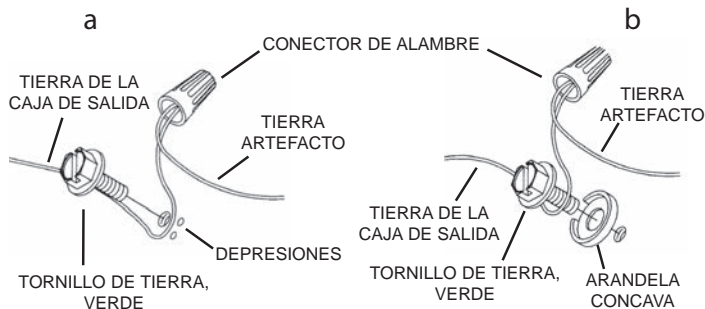 a
b
CONECTOR DE ALAMBRE
TIERRA DE LA
CAJA DE SALIDA
TIERRA
ARTEFACTO
DEPRESIONES
TORNILLO DE TIERRA,
VERDE
TIERRA
ARTEFACTO
TIERRA DE LA
CAJA DE SALIDA
TORNILLO DE TIERRA,
VERDE
ARANDELA
CONCAVA